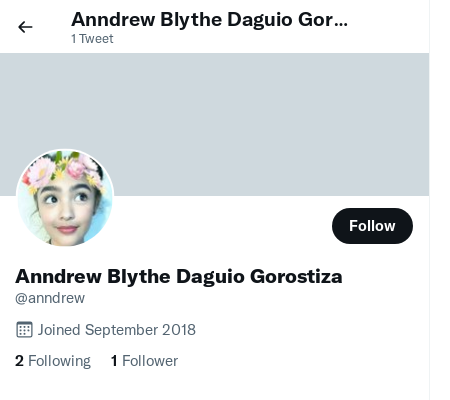 Anndrew Blythe Daguio Gor...
1 Tweet
Follow
Anndrew Blythe Daguio Gorostiza
@anndrew
Joined September 2018
2 Following 1 Follower